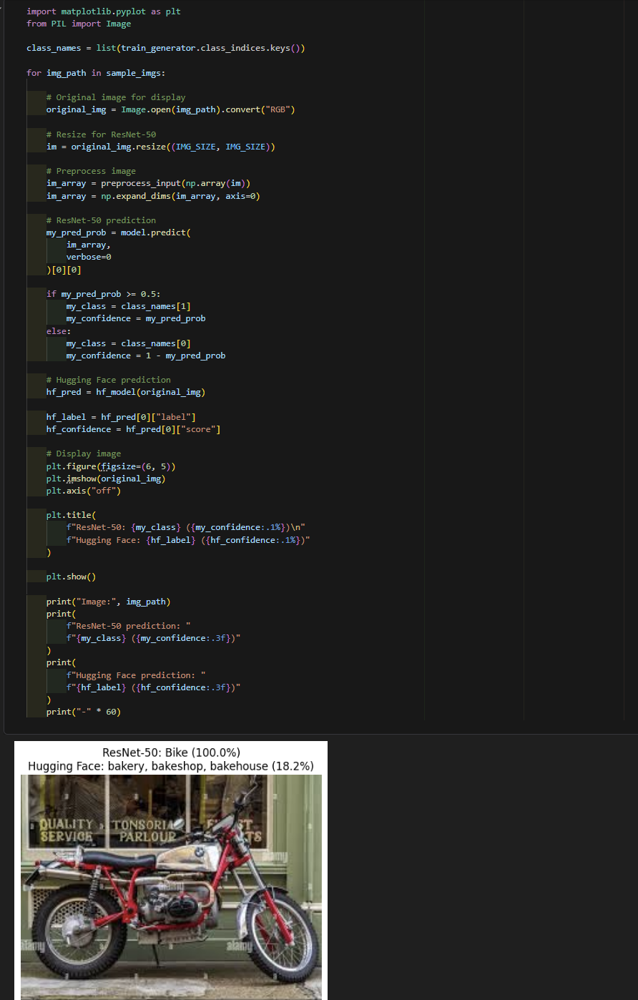 import matplotlib.pyplot as plt
from PIL import Image
class_names = list(train_generator.class_indices.keys())
for img_path in sample_imgs:
# Original image for display
original_img = Image.open(img_path).convert("RGB")
# Resize for ResNet-50
im = original_img.resize((IMG_SIZE, IMG_SIZE))
# Preprocess image
im_array = preprocess_input(np.array(im))
im_array = np.expand_dims(im_array, axis=0)
# ResNet-50 prediction
my_pred_prob = model.predict(
im_array,
verbose=0
)[0][0]
if my_pred_prob >= 0.5:
my_class = class_names[1]
my_confidence = my_pred_prob
else:
my_class = class_names[0]
my_confidence = 1 - my_pred_prob
# Hugging Face prediction
hf_pred = hf_model(original_img)
hf_label = hf_pred[0]["label"]
hf_confidence = hf_pred[0]["score"]
# Display image
plt.figure(figsize=(6, 5))
plt.imshow(original_img)
plt.axis("off")
plt.title(
f"ResNet-50: {my_class} ({my_confidence:.1%})\n"
f"Hugging Face: {hf_label} ({hf_confidence:.1%})"
)
plt.show()
print("Image:", img_path)
print(
f"ResNet-50 prediction: "
f"{my_class} ({my_confidence:.3f})"
)
print(
f"Hugging Face prediction: "
f"{hf_label} ({hf_confidence:.3f})"
)
print("-" * 60)
ResNet-50: Bike (100.0%)
Hugging Face: bakery, bakeshop, bakehouse (18.2%)
QUALITY
SERVICE
TONSORIA
PARLOUR
alamy
alamy
alamy
alamy